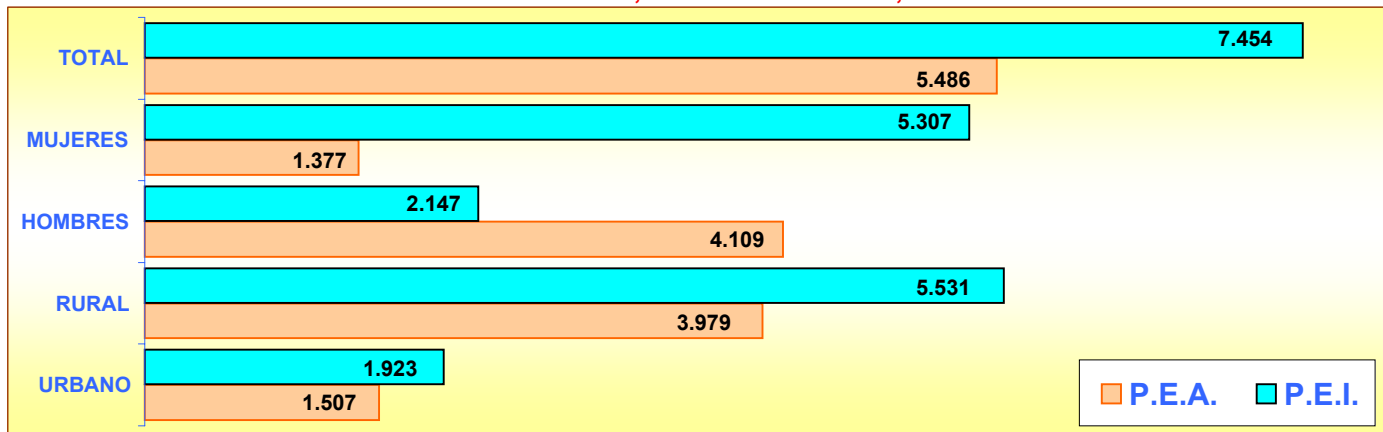 TOTAL
7.454
5.486
MUJERES
5.307
1.377
HOMBRES
2.147
4.109
RURAL
5.531
3.979
URBANO
1.923
1.507
P.E.A. P.E.I.